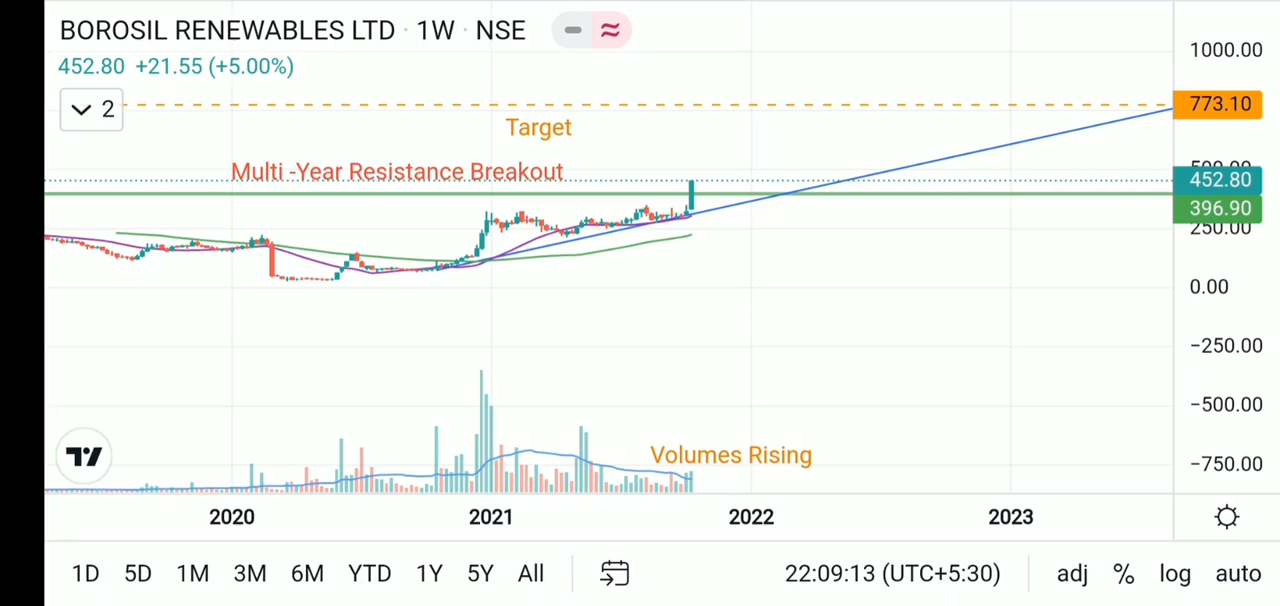 BOROSIL RENEWABLES LTD · 1W · NSE
452.80 +21.55 (+5.00%)
2
1000.00
773.10
Target
Multi -Year Resistance Breakout
500.00
452.80
396.90
250.00
0.00
−250.00
−500.00
Volumes Rising
−750.00
2020 2021 2022 2023
1D 5D 1M 3M 6M YTD 1Y 5Y All 22:09:13 (UTC+5:30) adj % log auto